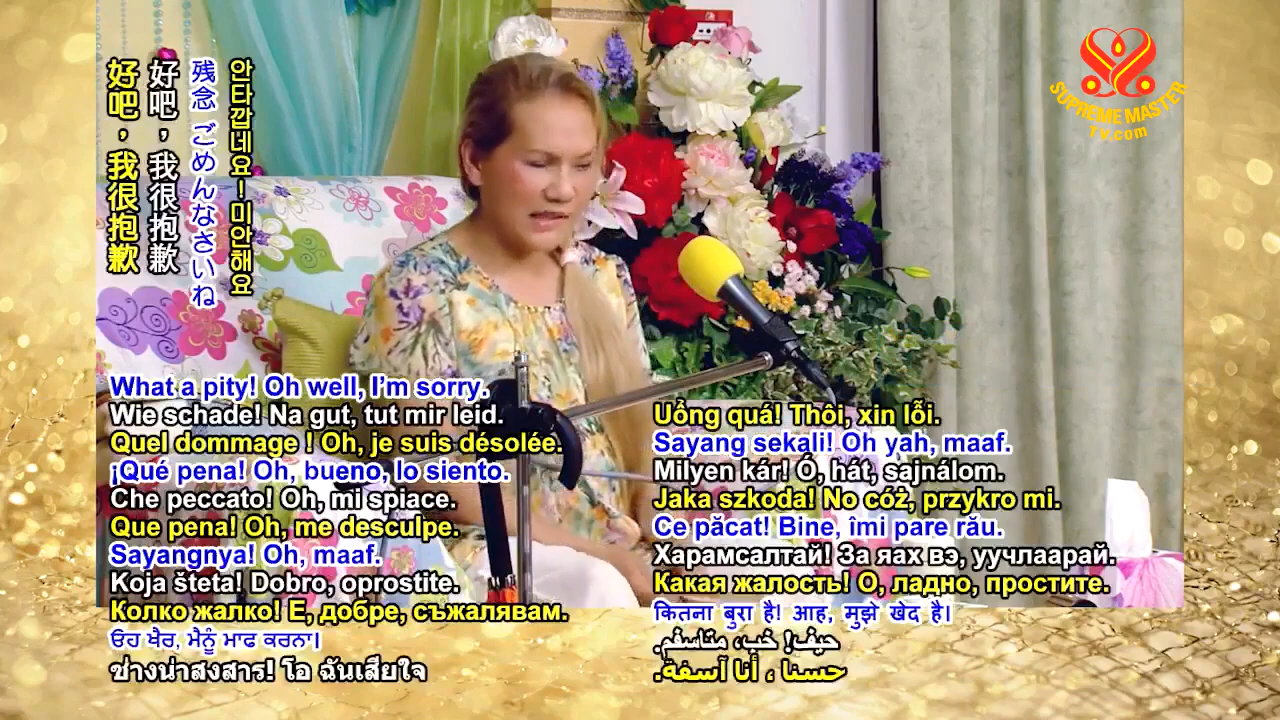 好吧，我很抱歉
好吧，我很抱歉
残念 ごめんなさいね
안타깝네요! 미안해요
SUPREME MASTER
TV.com
What a pity! Oh well, I'm sorry.
Wie schade! Na gut, tut mir leid.
Quel dommage ! Oh, je suis désolée.
¡Qué pena! Oh, bueno, lo siento.
Che peccato! Oh, mi spiace.
Que pena! Oh, me desculpe.
Sayangnya! Oh, maaf.
Koja šteta! Dobro, oprostite.
Колко жалко! Е, добре, съжалявам.
ਓਹ ਖੈਰ, ਮੈਨੂੰ ਮਾਫ ਕਰਨਾ।
ช่างน่าสงสาร! โอ ฉันเสียใจ
Uổng quá! Thôi, xin lỗi.
Sayang sekali! Oh yah, maaf.
Milyen kár! Ó, hát, sajnálom.
Jaka szkoda! No cóż, przykro mi.
Ce păcat! Bine, îmi pare rău.
Харамсалтай! За яах вэ, уучлаарай.
Какая жалость! О, ладно, простите.
कितना बुरा है! आह, मुझे खेद है।
حیف! خب، متاسفم.
حسنا ، أنا آسفة.